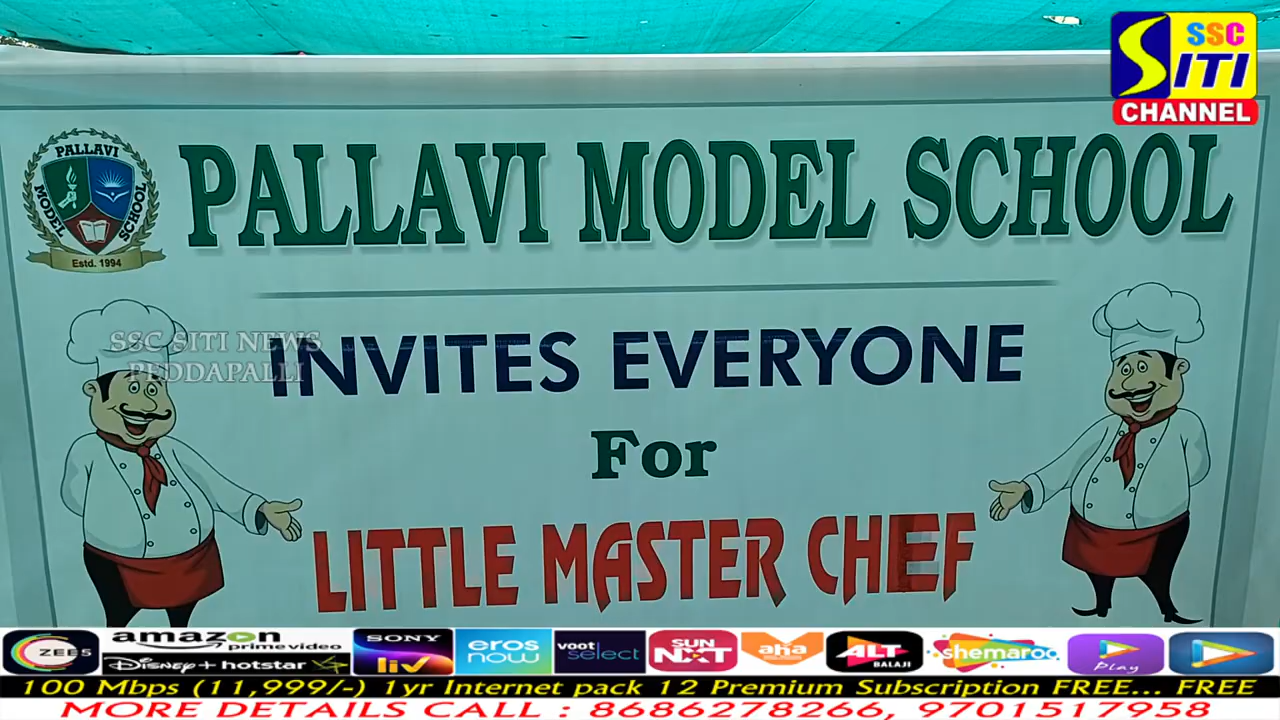 SSC
SITI
CHANNEL
PALLAVI MODEL SCHOOL
PALLAVI
MODEL SCHOOL
Estd. 1994
SSC SITI NEWS
PEDDAPALLI
INVITES EVERYONE
For
LITTLE MASTER CHEF
ZEE5
amazon
primevideo
Disney+ hotstar
SONY
liv
eros
now
voot select
SUN
NXT
aha
ALT
BALAJI
shemaroo
Play
100 Mbps (11,999/-) 1yr Internet pack 12 Premium Subscription FREE... FREE
MORE DETAILS CALL : 8686278266, 9701517958